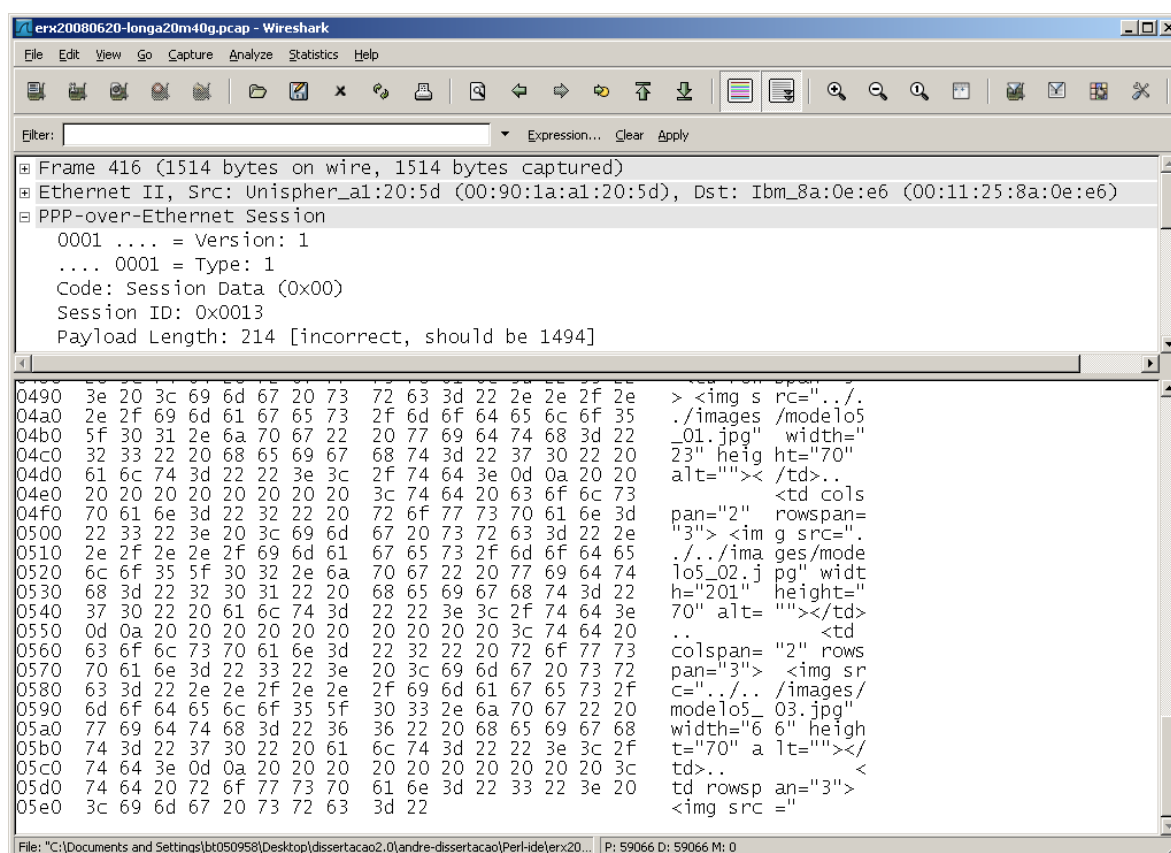 erx20080620-longa20m40g.pcap - Wireshark
File Edit View Go Capture Analyze Statistics Help
Filter: Expression... Clear Apply
Frame 416 (1514 bytes on wire, 1514 bytes captured)
Ethernet II, Src: Unispher_a1:20:5d (00:90:1a:a1:20:5d), Dst: Ibm_8a:0e:e6 (00:11:25:8a:0e:e6)
PPP-over-Ethernet Session
0001 .... = Version: 1
.... 0001 = Type: 1
Code: Session Data (0x00)
Session ID: 0x0013
Payload Length: 214 [incorrect, should be 1494]
0490 3e 20 3c 69 6d 67 20 73 72 63 3d 22 2e 2e 2f 2e > <img s rc="../.
04a0 2e 2f 69 6d 61 67 65 73 2f 6d 6f 64 65 6c 6f 35 ./images /modelo5
04b0 5f 30 31 2e 6a 70 67 22 20 77 69 64 74 68 3d 22 _01.jpg" width="
04c0 32 33 22 20 68 65 69 67 68 74 3d 22 37 30 22 20 23" heig ht="70"
04d0 61 6c 74 3d 22 22 3e 3c 2f 74 64 3e 0d 0a 20 20 alt="">< /td>..
04e0 20 20 20 20 20 20 20 20 3c 74 64 20 63 6f 6c 73 <td cols
04f0 70 61 6e 3d 22 32 22 20 72 6f 77 73 70 61 6e 3d pan="2" rowspan=
0500 22 33 22 3e 20 3c 69 6d 67 20 73 72 63 3d 22 2e "3"> <im g src=".
0510 2e 2f 2e 2e 2f 69 6d 61 67 65 73 2f 6d 6f 64 65 ./../ima ges/mode
0520 6c 6f 35 5f 30 32 2e 6a 70 67 22 20 77 69 64 74 lo5_02.j pg" widt
0530 68 3d 22 32 30 31 22 20 68 65 69 67 68 74 3d 22 h="201" height="
0540 37 30 22 20 61 6c 74 3d 22 22 3e 3c 2f 74 64 3e 70" alt= ""></td>
0550 0d 0a 20 20 20 20 20 20 20 20 20 20 3c 74 64 20 .. <td
0560 63 6f 6c 73 70 61 6e 3d 22 32 22 20 72 6f 77 73 colspan= "2" rows
0570 70 61 6e 3d 22 33 22 3e 20 3c 69 6d 67 20 73 72 pan="3"> <img sr
0580 63 3d 22 2e 2e 2f 2e 2e 2f 69 6d 61 67 65 73 2f c="../.. /images/
0590 6d 6f 64 65 6c 6f 35 5f 30 33 2e 6a 70 67 22 20 modelo5_ 03.jpg"
05a0 77 69 64 74 68 3d 22 36 36 22 20 68 65 69 67 68 width="6 6" heigh
05b0 74 3d 22 37 30 22 20 61 6c 74 3d 22 22 3e 3c 2f t="70" a lt=""></
05c0 74 64 3e 0d 0a 20 20 20 20 20 20 20 20 20 20 3c td>.. <
05d0 74 64 20 72 6f 77 73 70 61 6e 3d 22 33 22 3e 20 td rowsp an="3">
05e0 3c 69 6d 67 20 73 72 63 3d 22 <img src ="
File: "C:\Documents and Settings\bt050958\Desktop\dissertacao2.0\andre-dissertacao\Perl-ide\erx20... P: 59066 D: 59066 M: 0